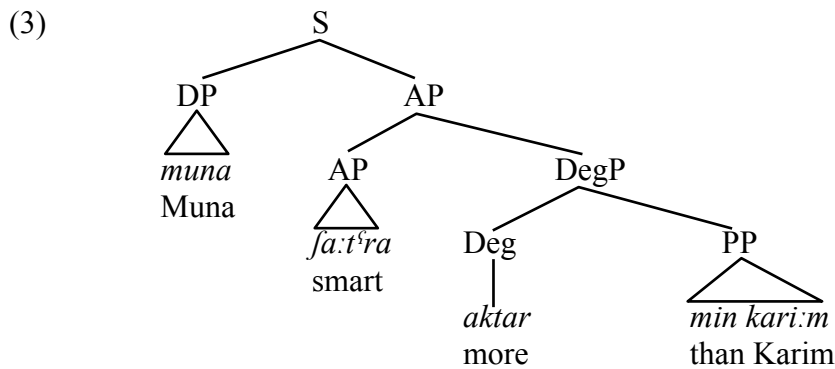 (3) S
DP AP
muna AP DegP
Muna ʃaːtˤra Deg PP
smart
aktar min kariːm
more than Karim